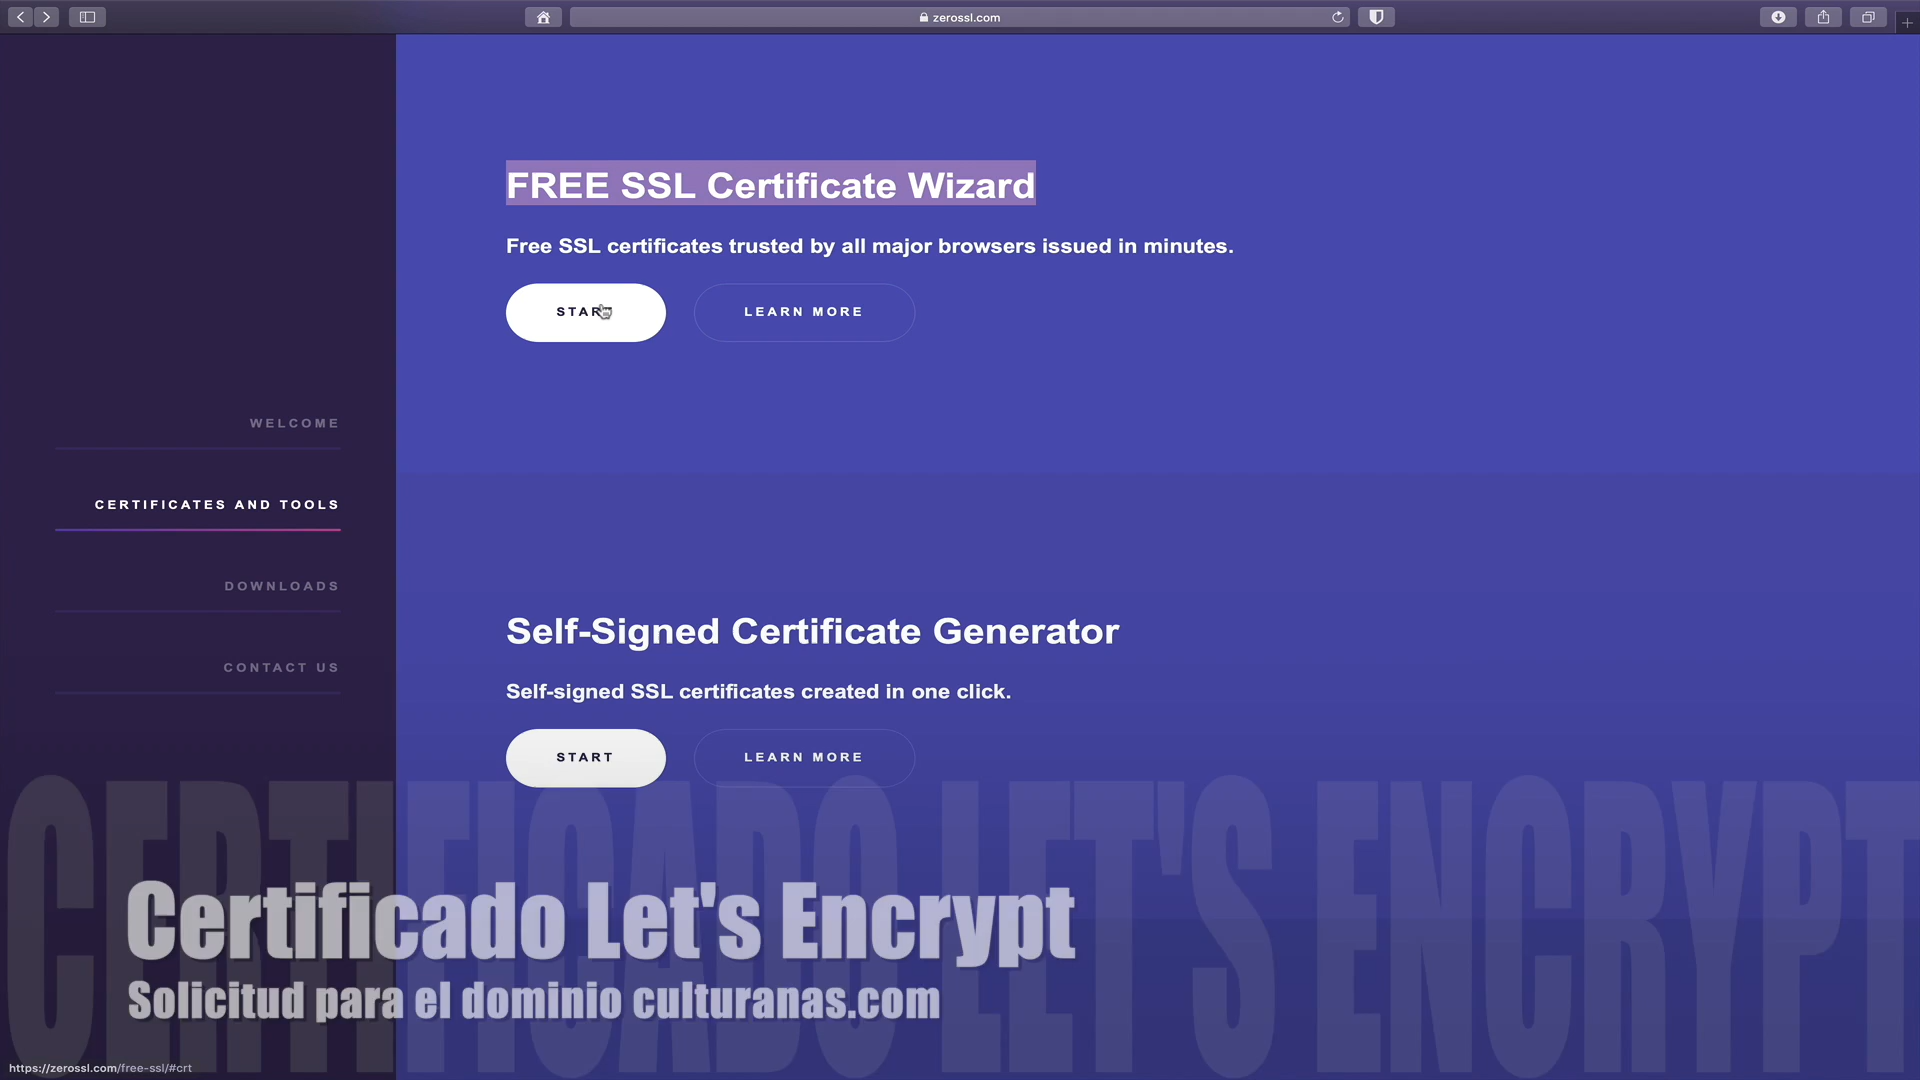 zerossl.com
FREE SSL Certificate Wizard
Free SSL certificates trusted by all major browsers issued in minutes.
START
LEARN MORE
WELCOME
CERTIFICATES AND TOOLS
DOWNLOADS
CONTACT US
Self-Signed Certificate Generator
Self-signed SSL certificates created in one click.
START
LEARN MORE
CERTIFICADO LET'S ENCRYPT
Certificado Let's Encrypt
Solicitud para el dominio culturanas.com
https://zerossl.com/free-ssl/#crt